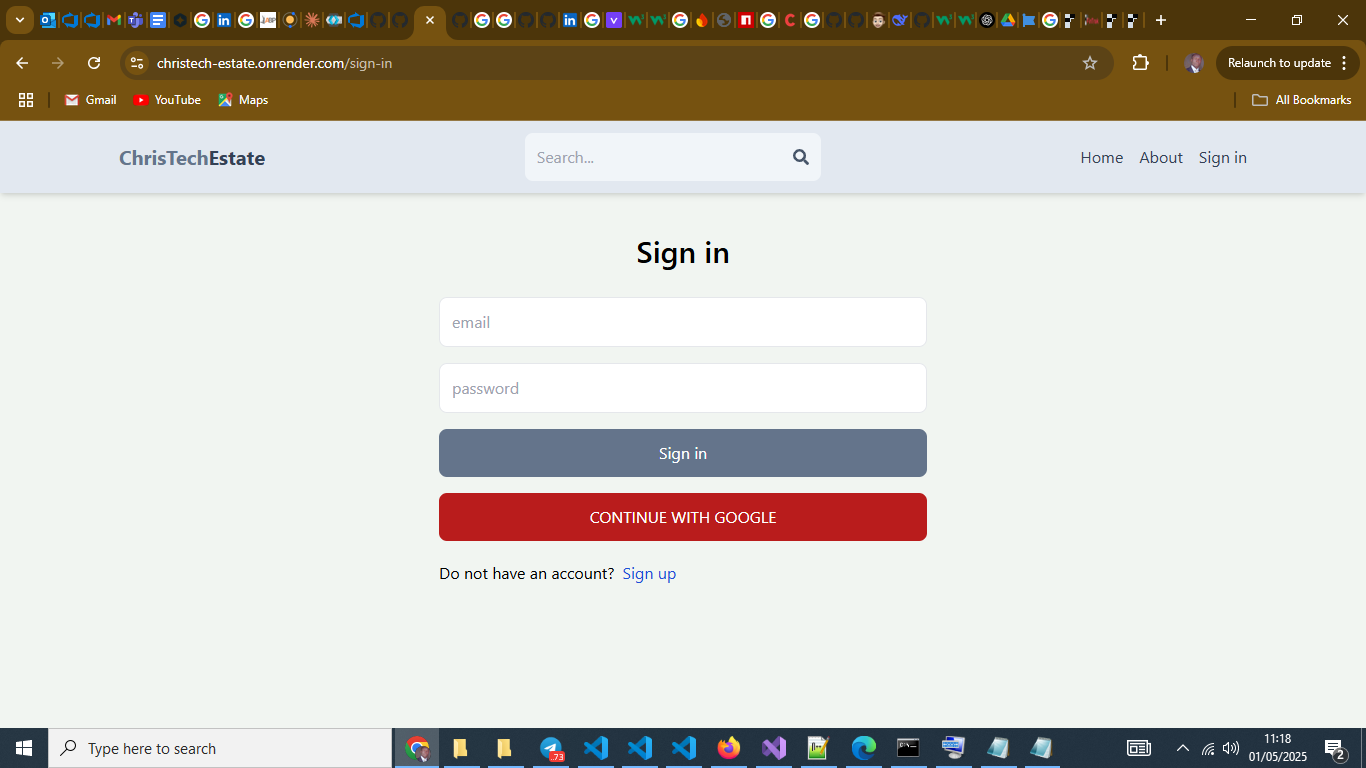 christech-estate.onrender.com/sign-in
Relaunch to update
Gmail
YouTube
Maps
All Bookmarks
ChrisTechEstate
Search...
Home
About
Sign in
Sign in
email
password
Sign in
CONTINUE WITH GOOGLE
Do not have an account? Sign up
Type here to search
73
11:18
01/05/2025
2